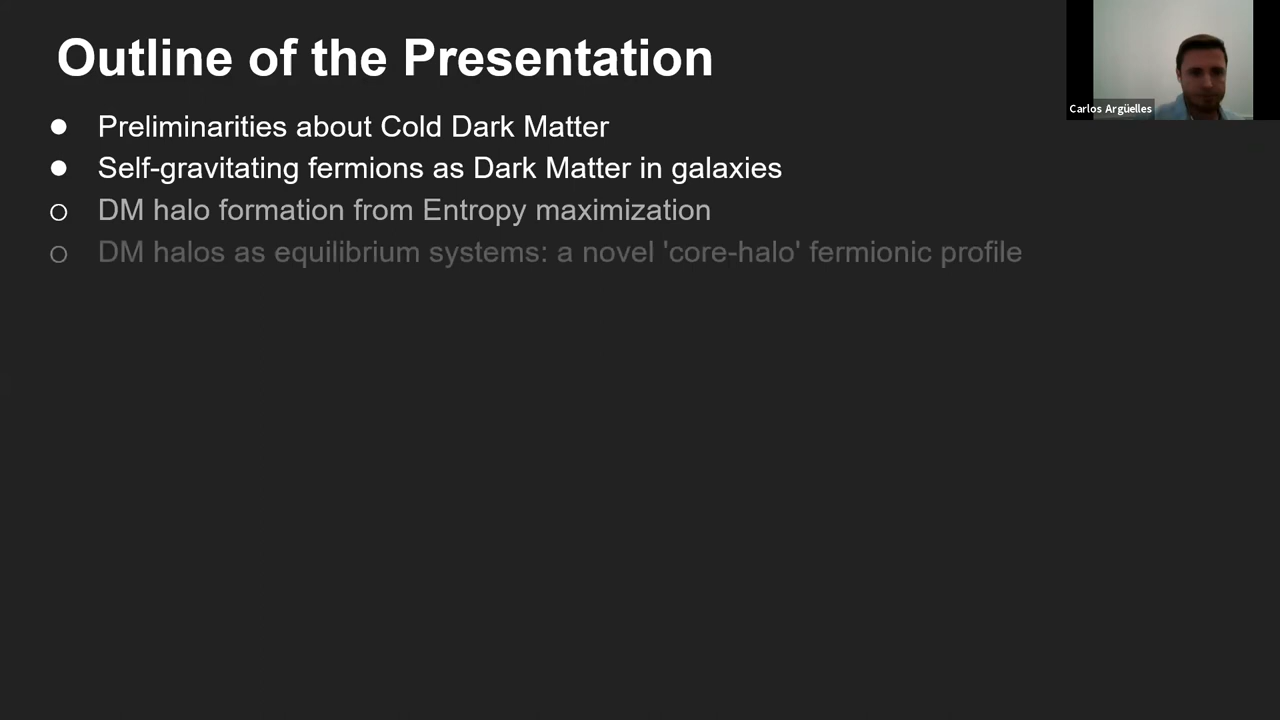 Outline of the Presentation
Carlos Argüelles
● Preliminarities about Cold Dark Matter
● Self-gravitating fermions as Dark Matter in galaxies
○ DM halo formation from Entropy maximization
○ DM halos as equilibrium systems: a novel 'core-halo' fermionic profile